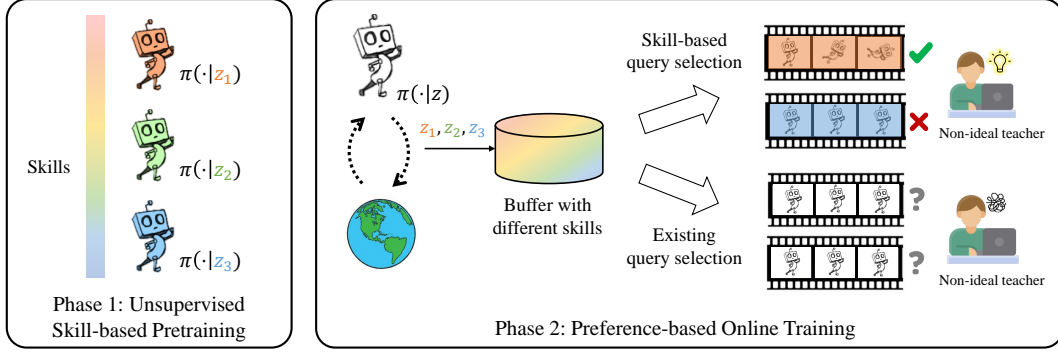 Skills
π(·|z₁)
π(·|z₂)
π(·|z₃)
Phase 1: Unsupervised
Skill-based Pretraining
π(·|z)
z₁, z₂, z₃
Buffer with
different skills
Skill-based
query selection
Existing
query selection
Non-ideal teacher
?
?
Non-ideal teacher
Phase 2: Preference-based Online Training